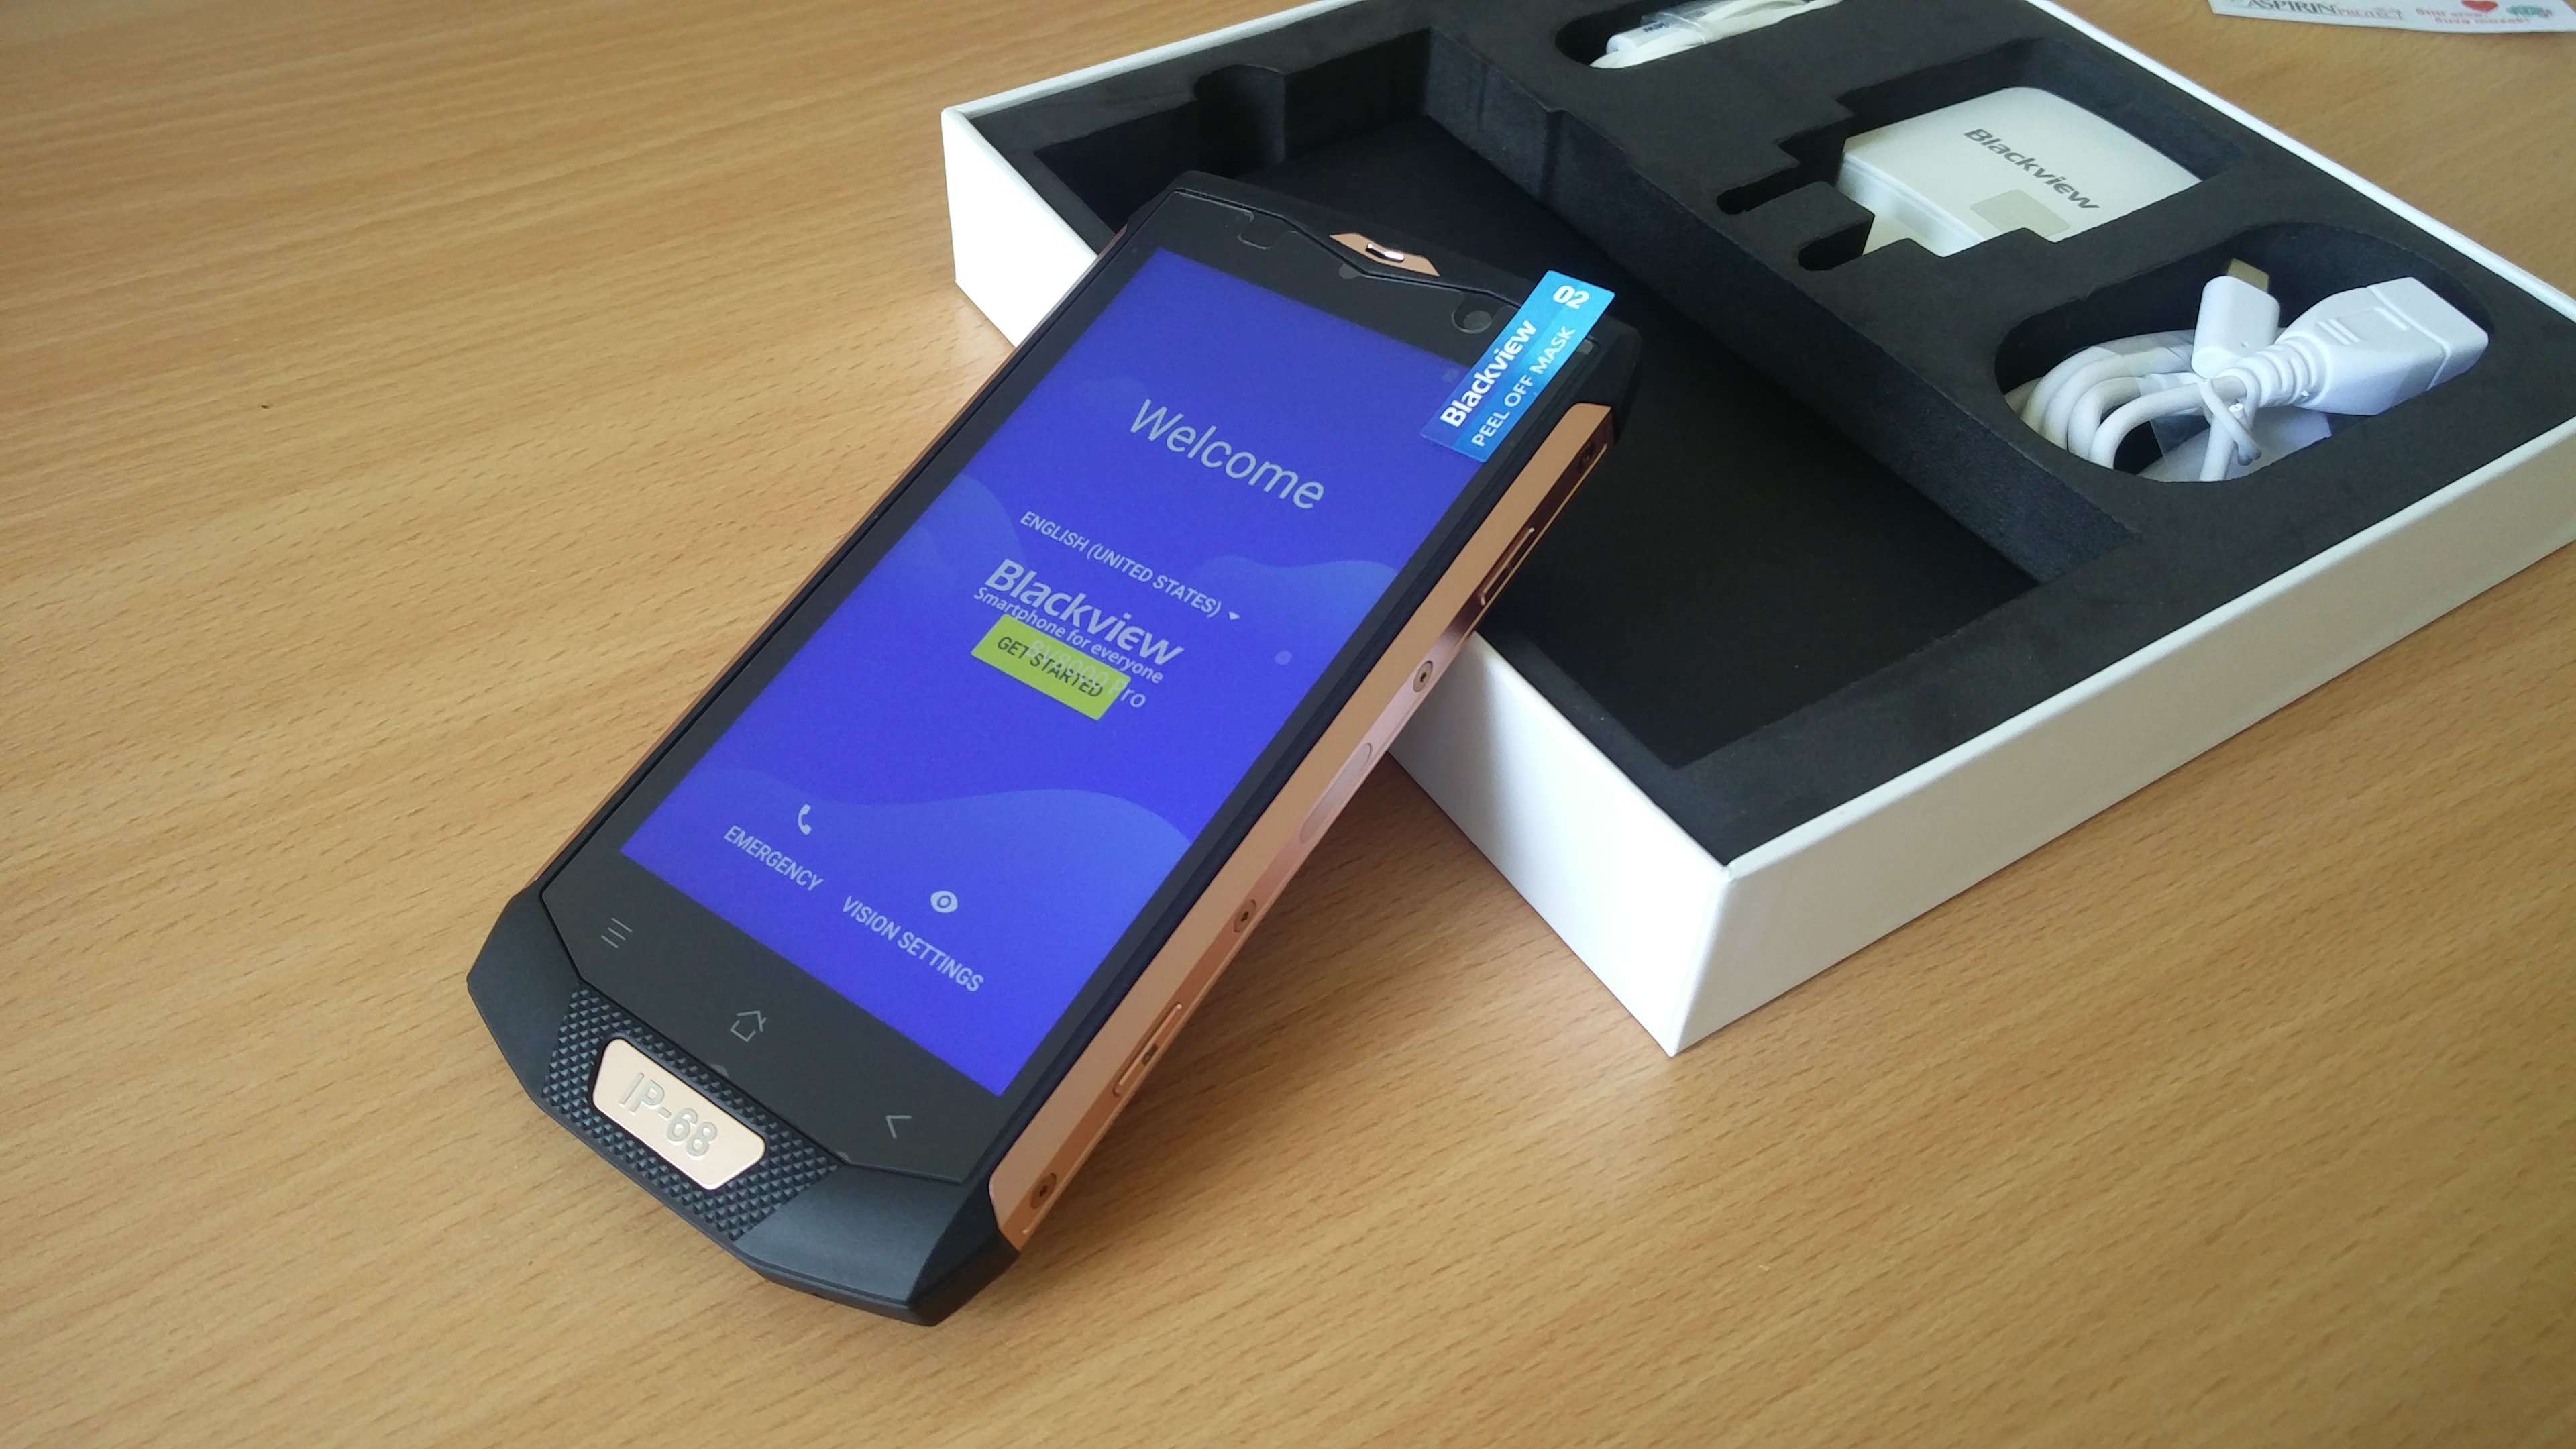 ASPIRIN PROTECT
Blackview
02
Blackview
PEEL OFF MASK
Welcome
ENGLISH (UNITED STATES)
Blackview
Smartphone for everyone
GET STARTED
Pro
EMERGENCY
VISION SETTINGS
IP-68